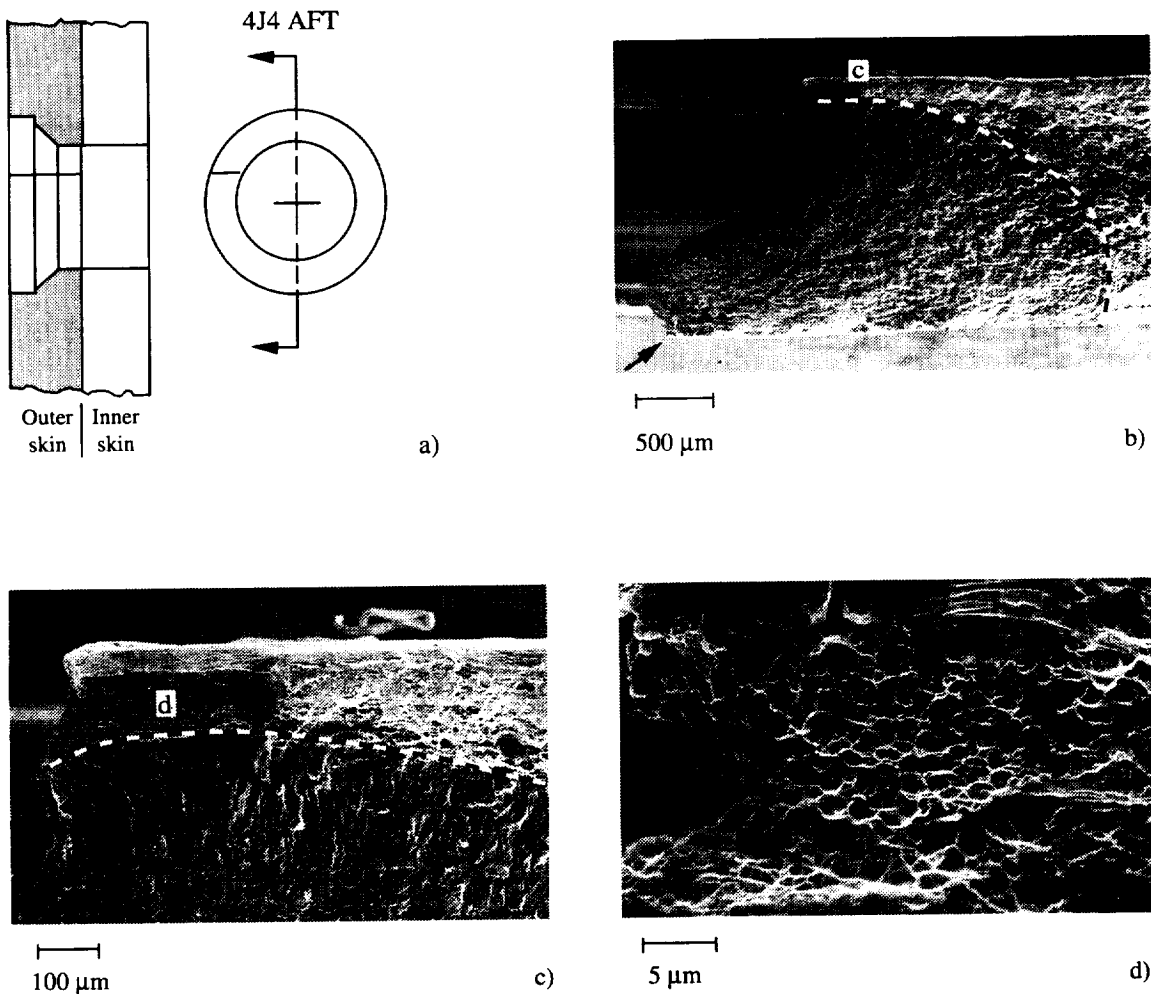 4J4 AFT
Outer skin
Inner skin
a)
c
500 µm
b)
d
100 µm
c)
5 µm
d)